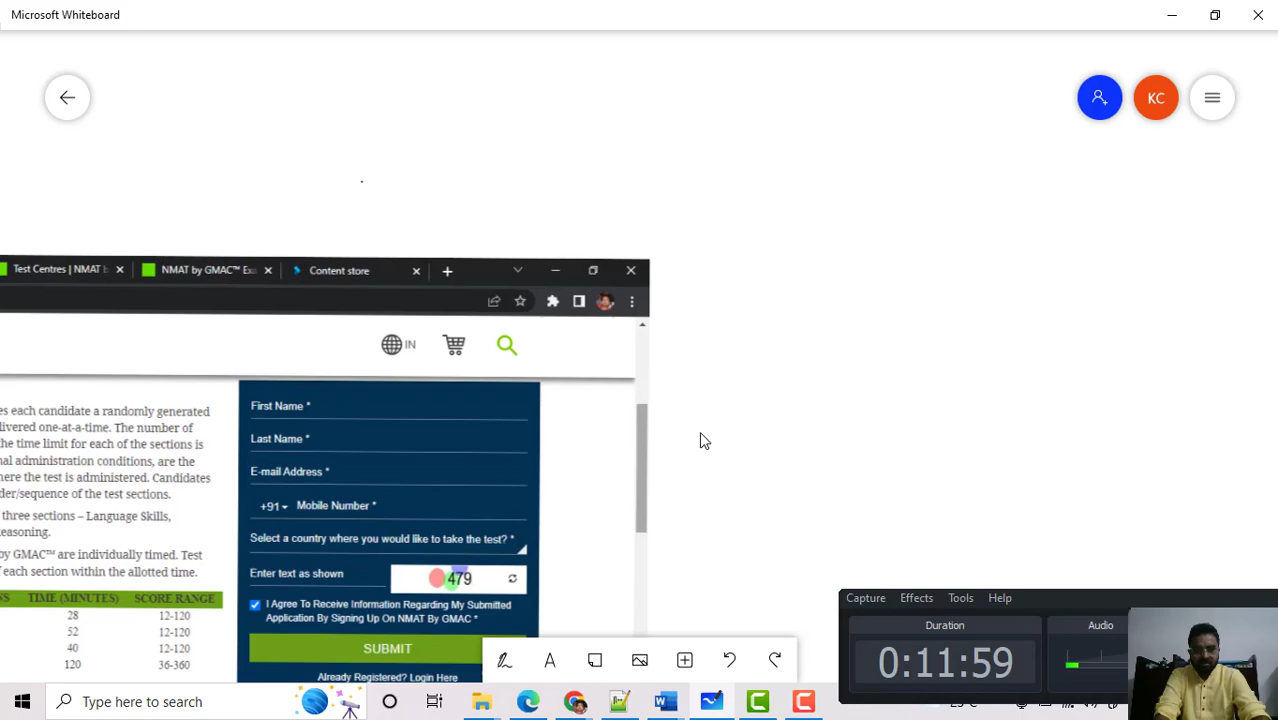 Microsoft Whiteboard
KC
Test Centres | NMAT b
NMAT by GMAC™ Exa
Content store
IN
es each candidate a randomly generated
livered one-at-a-time. The number of
the time limit for each of the sections is
nal administration conditions, are the
here the test is administered. Candidates
der/sequence of the test sections.
three sections – Language Skills,
easoning.
by GMAC™ are individually timed. Test
of each section within the allotted time.
NS TIME (MINUTES) SCORE RANGE
28 12-120
52 12-120
40 12-120
120 36-360
First Name *
Last Name *
E-mail Address *
+91 Mobile Number *
Select a country where you would like to take the test? *
Enter text as shown
479
I Agree To Receive Information Regarding My Submitted
Application By Signing Up On NMAT By GMAC *
SUBMIT
Already Registered? Login Here
Capture Effects Tools Help
Duration
Audio
0:11:59
Type here to search